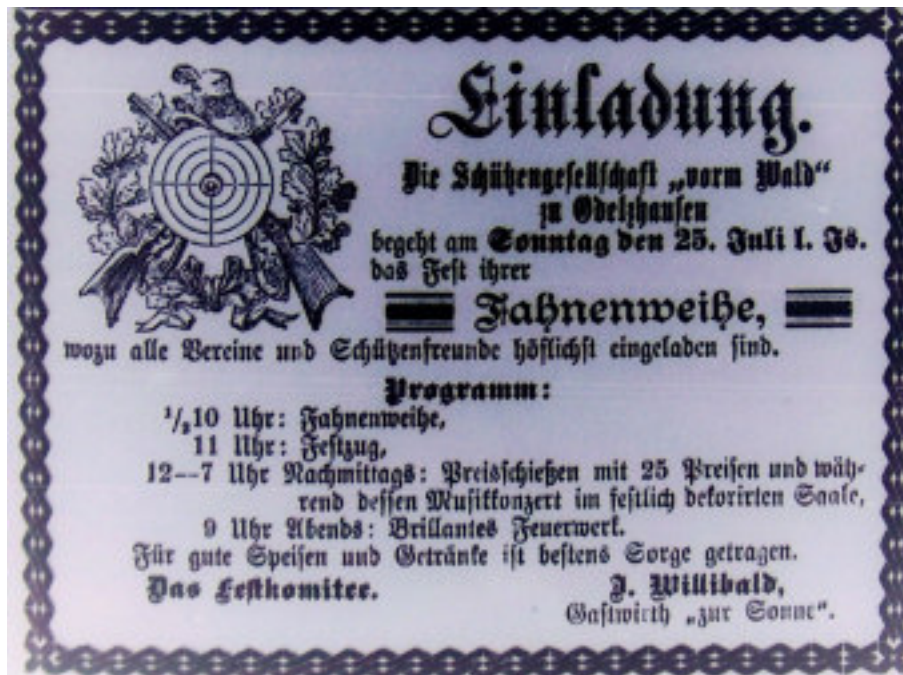 Einladung.
Die Schützengesellschaft „vorm Wald“
zu Odelzhausen
begeht am Sonntag den 25. Juli l. Js.
das Fest ihrer
Fahnenweihe,
wozu alle Vereine und Schützenfreunde höflichst eingeladen sind.
Programm:
1/2 10 Uhr: Fahnenweihe,
11 Uhr: Festzug,
12--7 Uhr Nachmittags: Preisschießen mit 25 Preisen und wäh-
rend dessen Musikkonzert im festlich dekorirten Saale,
9 Uhr Abends: Brillantes Feuerwerk.
Für gute Speisen und Getränke ist bestens Sorge getragen.
Das Festkomitee.
J. Willibald,
Gastwirth „zur Sonne“.